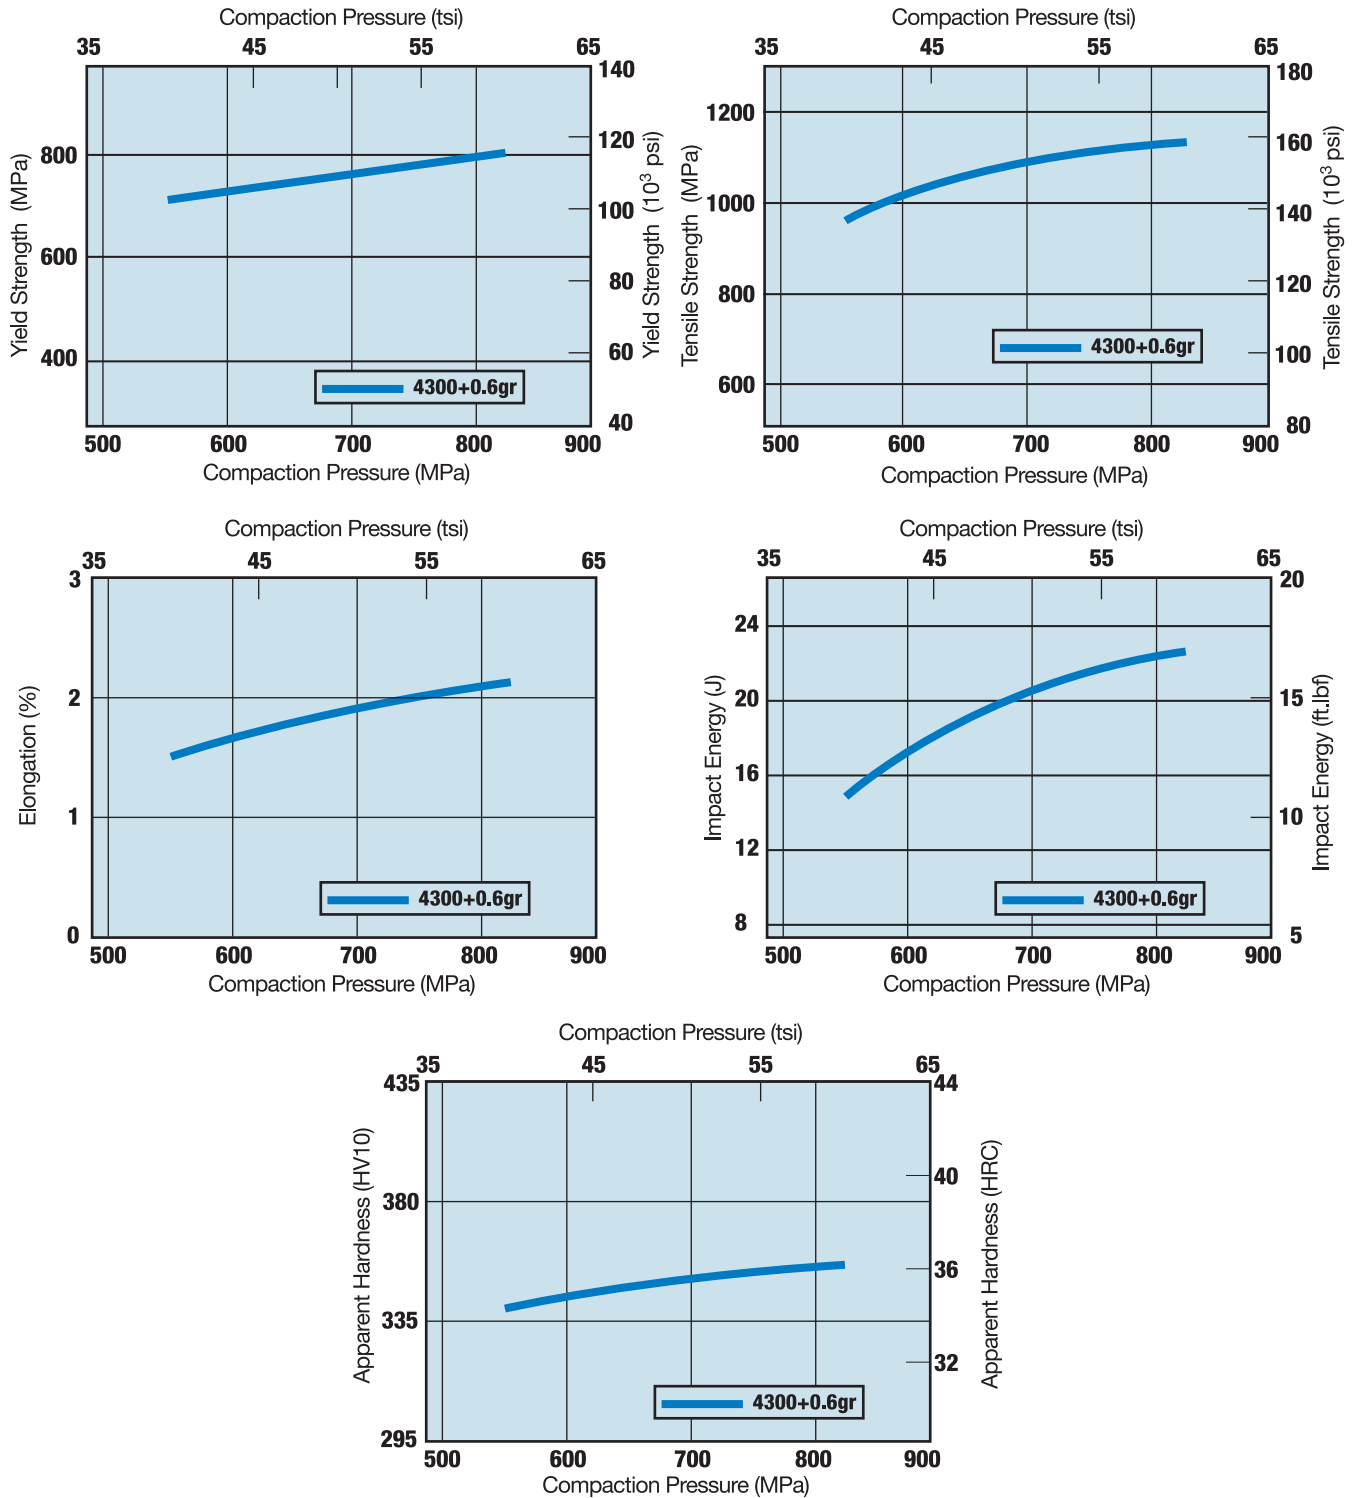 Compaction Pressure (tsi)
35 45 55 65
140
120
100
80
60
40
800
600
400
Yield Strength (MPa)
Yield Strength (10³ psi)
4300+0.6gr
500 600 700 800 900
Compaction Pressure (MPa)
Compaction Pressure (tsi)
35 45 55 65
180
160
140
120
100
80
1200
1000
800
600
Tensile Strength (MPa)
Tensile Strength (10³ psi)
4300+0.6gr
500 600 700 800 900
Compaction Pressure (MPa)
Compaction Pressure (tsi)
35 45 55 65
3
2
1
0
Elongation (%)
4300+0.6gr
500 600 700 800 900
Compaction Pressure (MPa)
Compaction Pressure (tsi)
35 45 55 65
20
15
10
5
24
20
16
12
8
Impact Energy (J)
Impact Energy (ft.lbf)
4300+0.6gr
500 600 700 800 900
Compaction Pressure (MPa)
Compaction Pressure (tsi)
35 45 55 65
435
380
335
295
44
40
36
32
Apparent Hardness (HV10)
Apparent Hardness (HRC)
4300+0.6gr
500 600 700 800 900
Compaction Pressure (MPa)